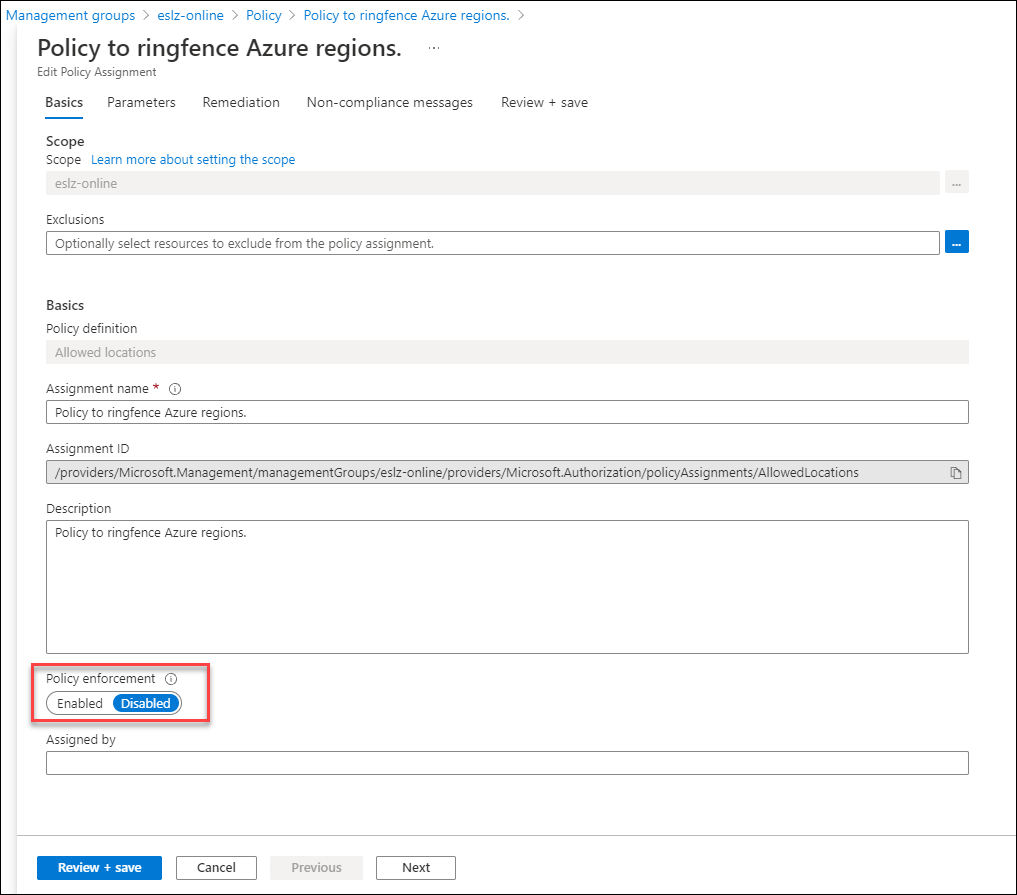 Management groups > eslz-online > Policy > Policy to ringfence Azure regions. >
Policy to ringfence Azure regions. ...
Edit Policy Assignment
Basics Parameters Remediation Non-compliance messages Review + save
Scope
Scope Learn more about setting the scope
eslz-online ...
Exclusions
Optionally select resources to exclude from the policy assignment. ...
Basics
Policy definition
Allowed locations
Assignment name *
Policy to ringfence Azure regions.
Assignment ID
/providers/Microsoft.Management/managementGroups/eslz-online/providers/Microsoft.Authorization/policyAssignments/AllowedLocations
Description
Policy to ringfence Azure regions.
Policy enforcement
Enabled Disabled
Assigned by
Review + save Cancel Previous Next